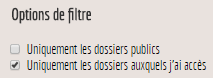 Options de filtre
Uniquement les dossiers publics
Uniquement les dossiers auxquels j'ai accès